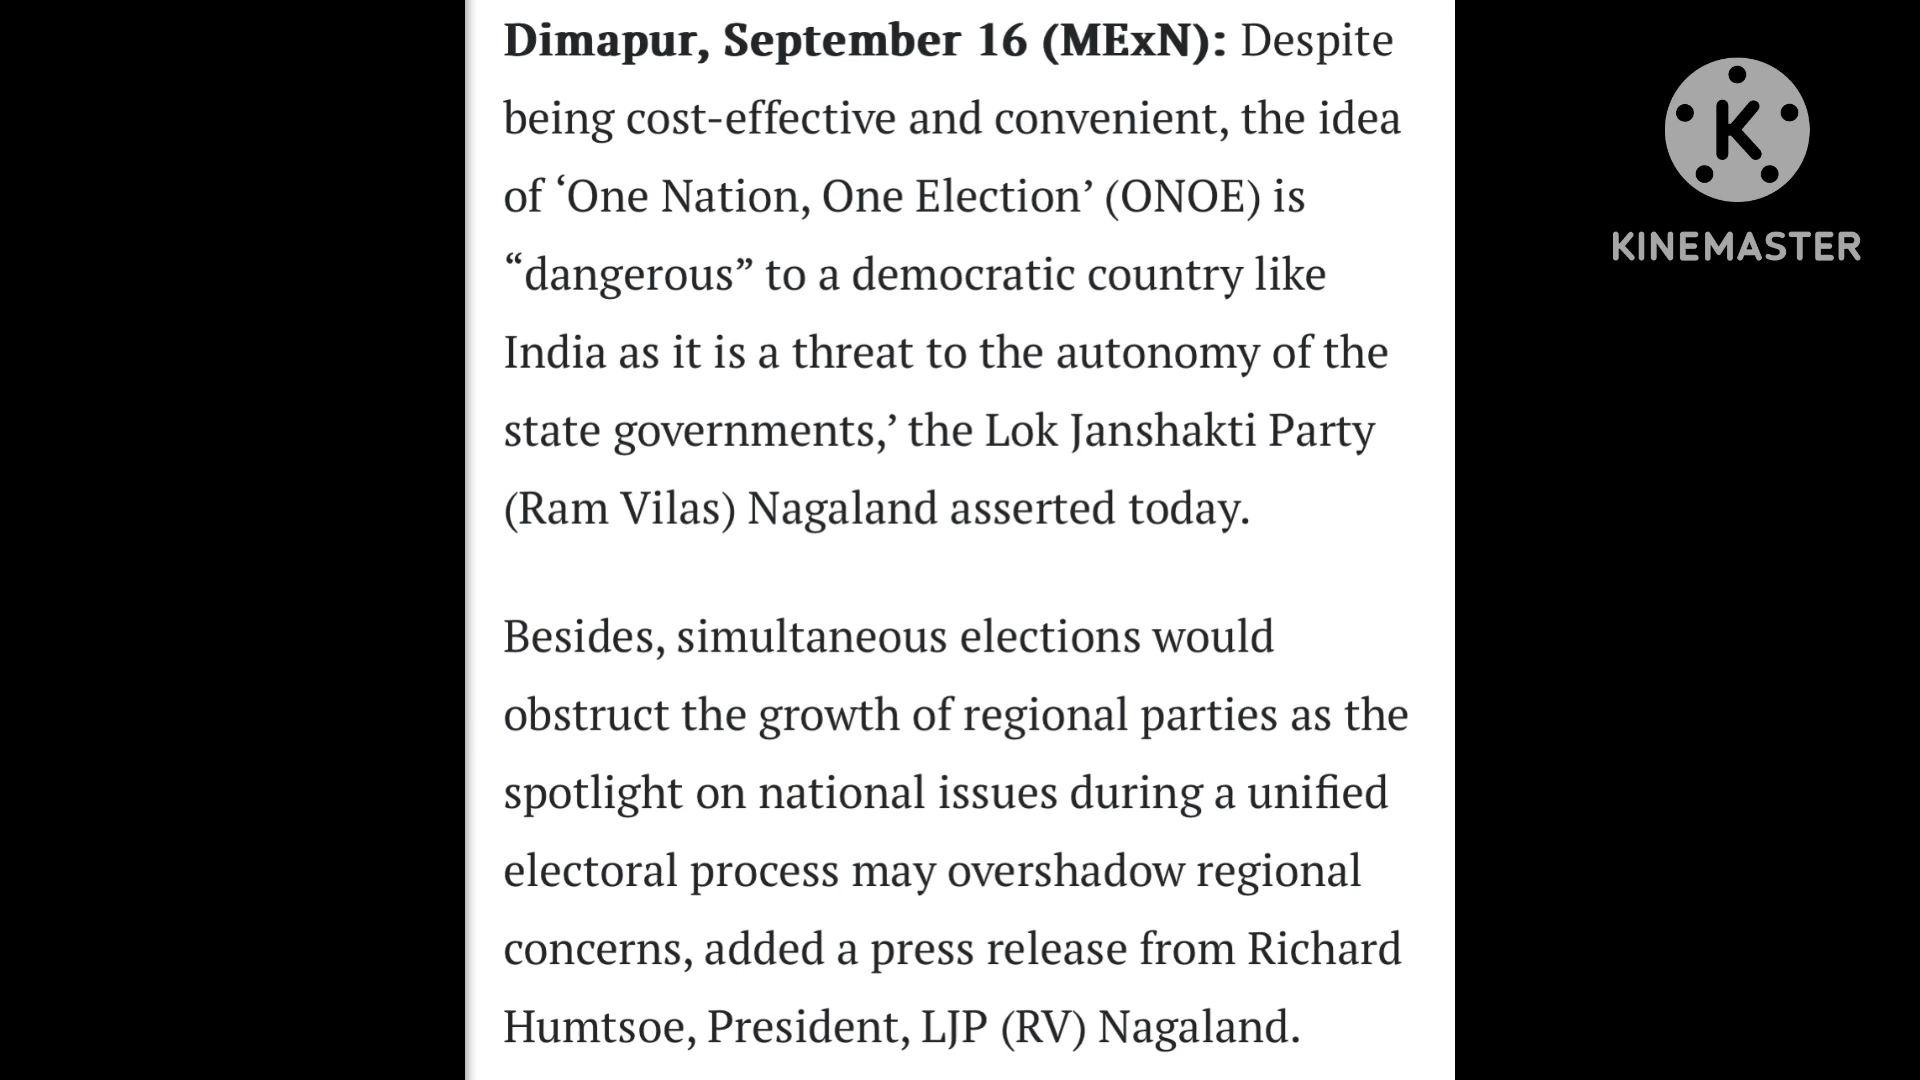 Dimapur, September 16 (MExN): Despite
being cost-effective and convenient, the idea
of ‘One Nation, One Election’ (ONOE) is
“dangerous” to a democratic country like
India as it is a threat to the autonomy of the
state governments,’ the Lok Janshakti Party
(Ram Vilas) Nagaland asserted today.
Besides, simultaneous elections would
obstruct the growth of regional parties as the
spotlight on national issues during a unified
electoral process may overshadow regional
concerns, added a press release from Richard
Humtsoe, President, LJP (RV) Nagaland.
K
KINEMASTER